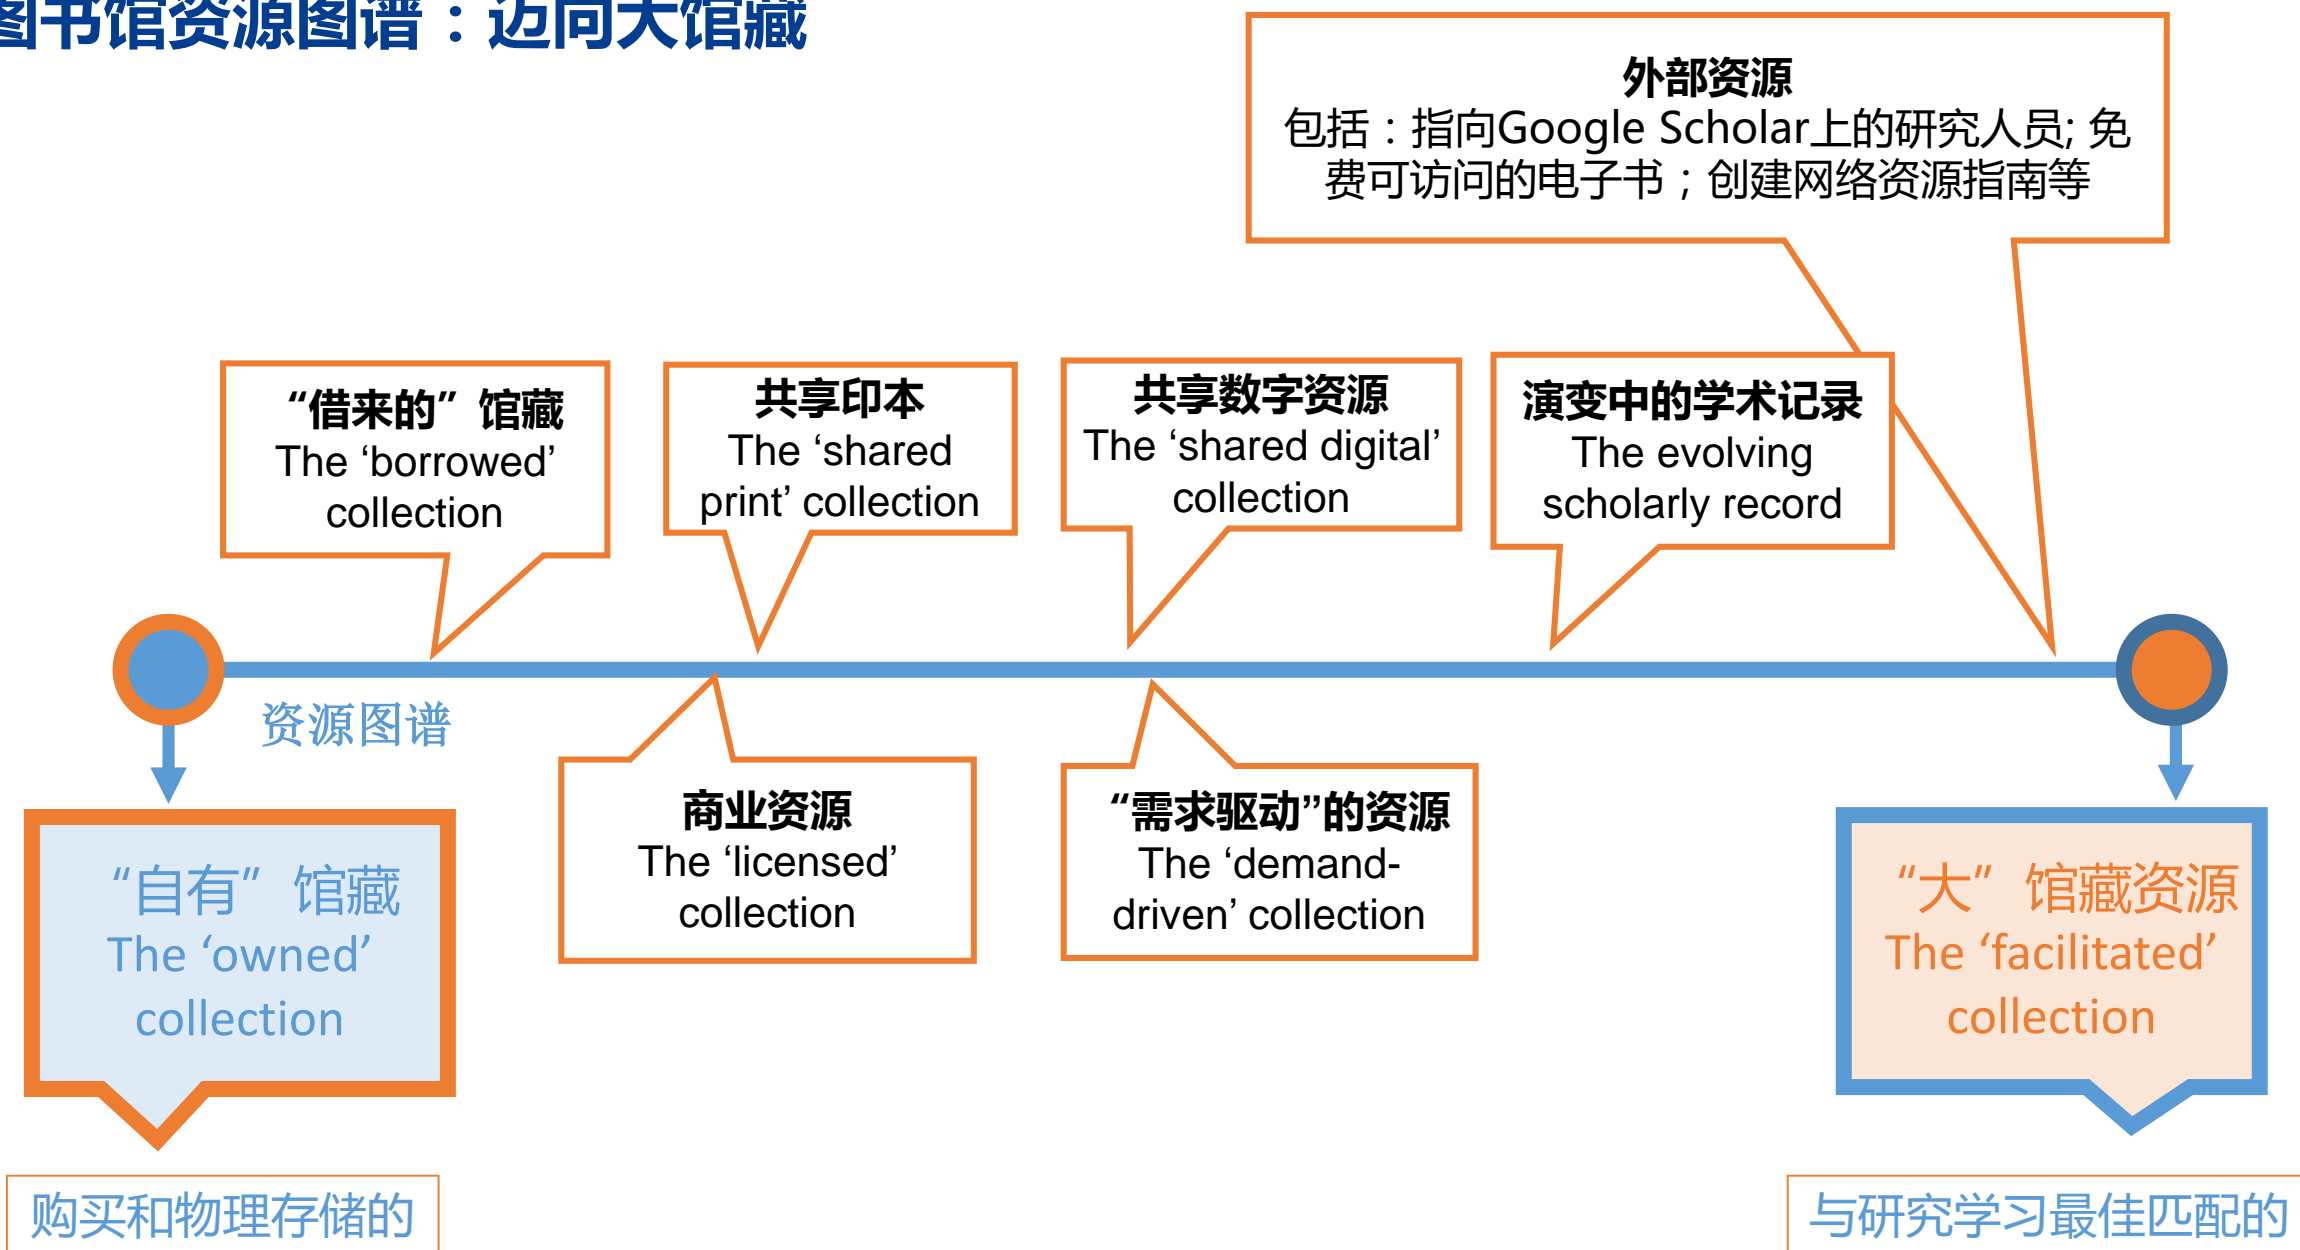 图书馆资源图谱：迈向大馆藏
外部资源
包括：指向Google Scholar上的研究人员; 免
费可访问的电子书；创建网络资源指南等
“借来的”馆藏
The ‘borrowed’
collection
共享印本
The ‘shared
print’ collection
共享数字资源
The ‘shared digital’
collection
演变中的学术记录
The evolving
scholarly record
资源图谱
商业资源
The ‘licensed’
collection
“需求驱动”的资源
The ‘demand-
driven’ collection
“自有”馆藏
The ‘owned’
collection
“大”馆藏资源
The ‘facilitated’
collection
购买和物理存储的
与研究学习最佳匹配的